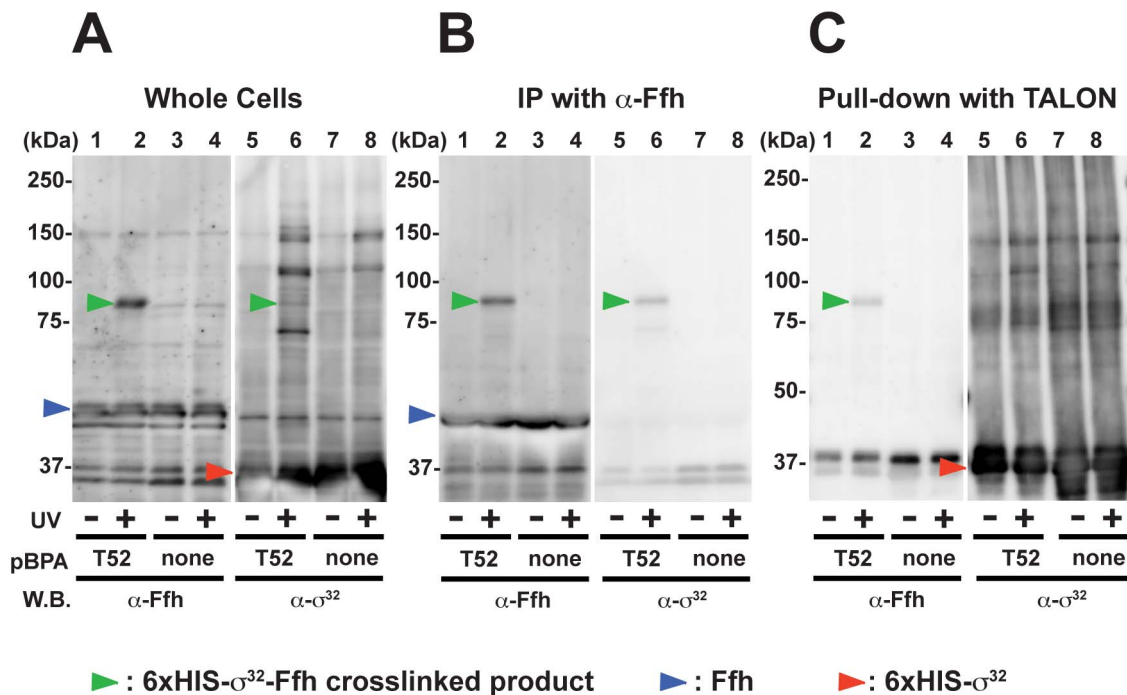 A B C
Whole Cells IP with α-Ffh Pull-down with TALON
(kDa) 1 2 3 4 5 6 7 8 (kDa) 1 2 3 4 5 6 7 8 (kDa) 1 2 3 4 5 6 7 8
250- 250- 250-
150- 150- 150-
100- 100- 100-
75- 75- 75-
50-
37- 37- 37-
UV - + - + - + - + - + - + - + - + - + - + - + - +
pBPA T52 none T52 none T52 none T52 none T52 none T52 none
W.B. α-Ffh α-σ³² α-Ffh α-σ³² α-Ffh α-σ³²
: 6xHIS-σ³²-Ffh crosslinked product : Ffh : 6xHIS-σ³²